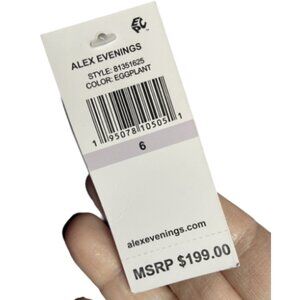 ALEX EVENINGS
STYLE: 81351625
COLOR: EGGPLANT
1 95078 10505 1
6
alexevenings.com
MSRP $199.00